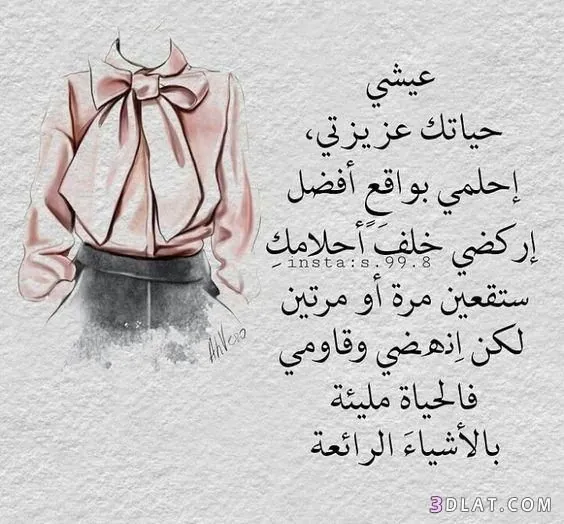 عيشي
حياتك عزيزتي،
إحلمي بواقعٍ أفضل
إركضي خلفَ أحلامكِ
insta:s.99.8
ستقعين مرة أو مرتين
لكن اِنهضي وقاومي
فالحياة مليئة
بالأشياءَ الرائعة
3DLAT.COM